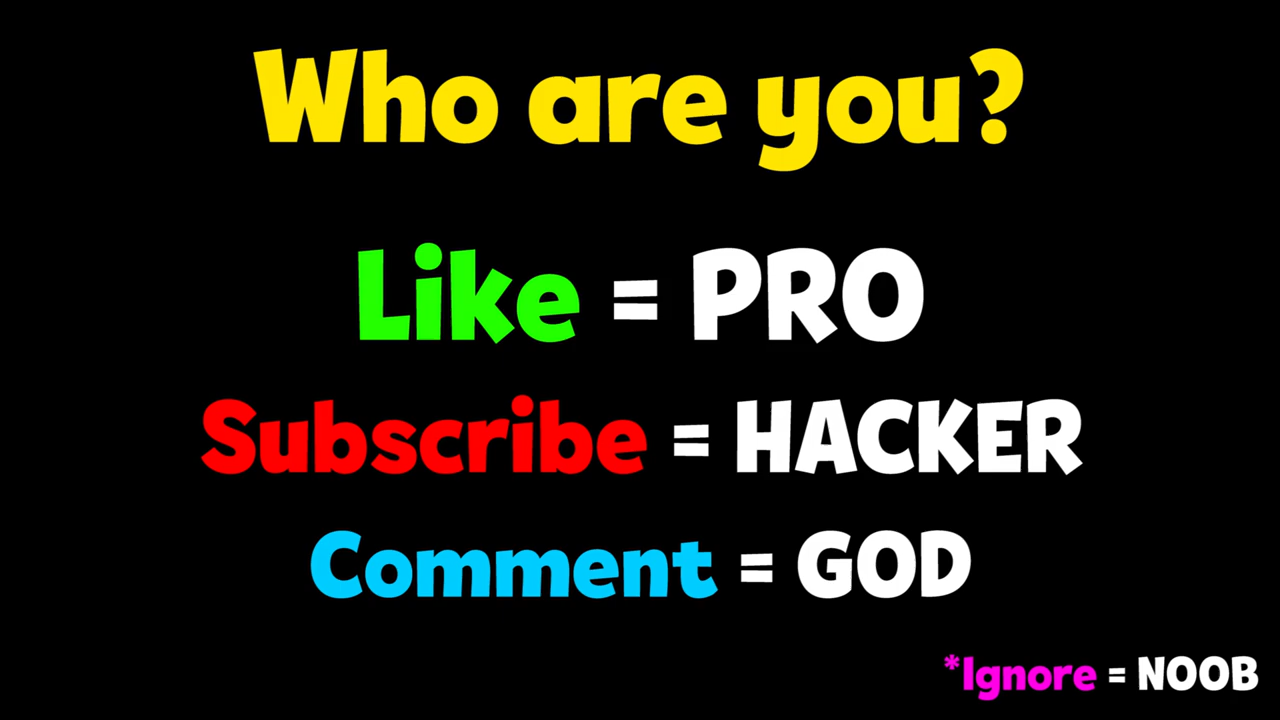 Who are you?
Like = PRO
Subscribe = HACKER
Comment = GOD
*Ignore = NOOB